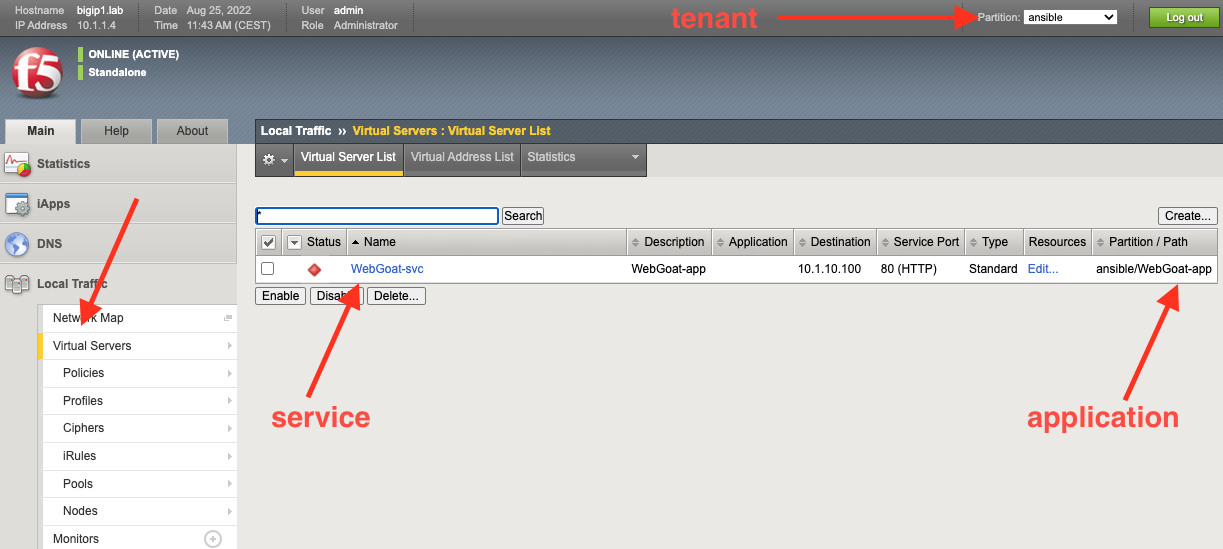 Hostname bigip1.lab Date Aug 25, 2022 User admin tenant Partition: ansible Log out
IP Address 10.1.1.4 Time 11:43 AM (CEST) Role Administrator
f5
ONLINE (ACTIVE)
Standalone
Main Help About
Local Traffic ›› Virtual Servers : Virtual Server List
Virtual Server List Virtual Address List Statistics
Statistics
iApps
DNS
Local Traffic
Network Map
Virtual Servers
Policies
Profiles
Ciphers
iRules
Pools
Nodes
Monitors
* Search Create...
Status Name Description Application Destination Service Port Type Resources Partition / Path
WebGoat-svc WebGoat-app 10.1.10.100 80 (HTTP) Standard Edit... ansible/WebGoat-app
Enable Disable Delete...
service application